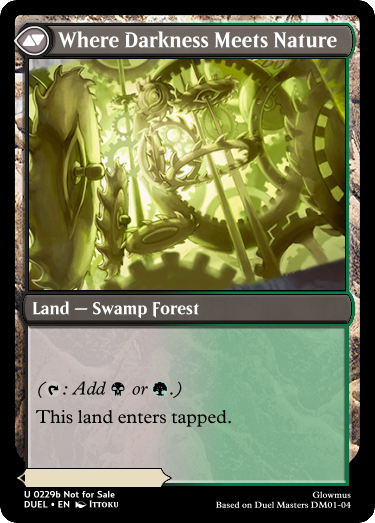 Where Darkness Meets Nature
Land — Swamp Forest
(: Add or .)
This land enters tapped.
U 0229b Not for Sale
DUEL • EN ITTOKU
Glowmus
Based on Duel Masters DM01-04